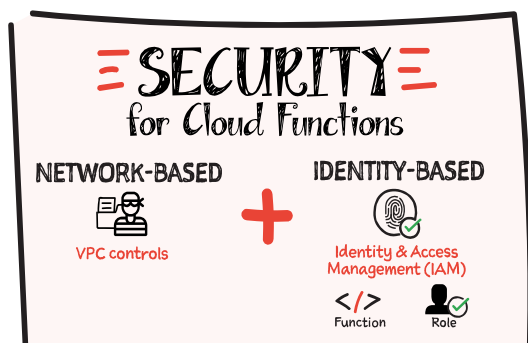 SECURITY
for Cloud Functions
NETWORK-BASED
VPC controls
IDENTITY-BASED
Identity & Access
Management (IAM)
</>
Function
Role